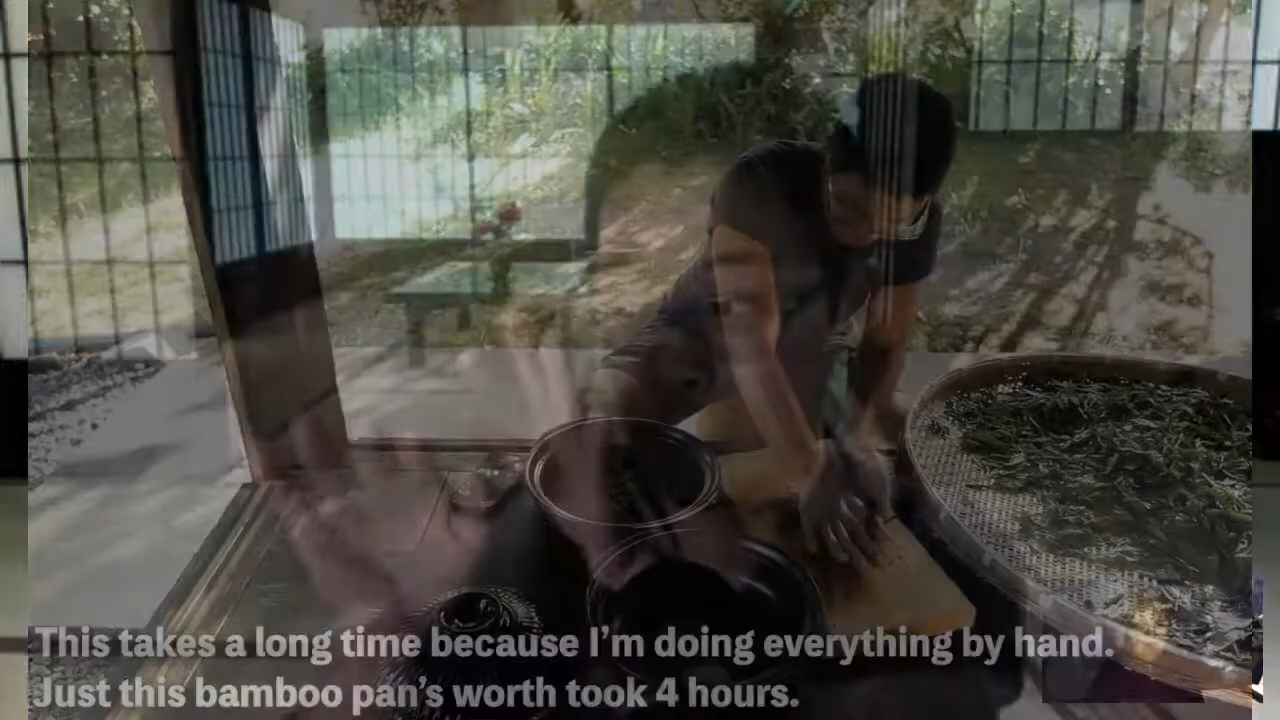 This takes a long time because I’m doing everything by hand.
Just this bamboo pan’s worth took 4 hours.